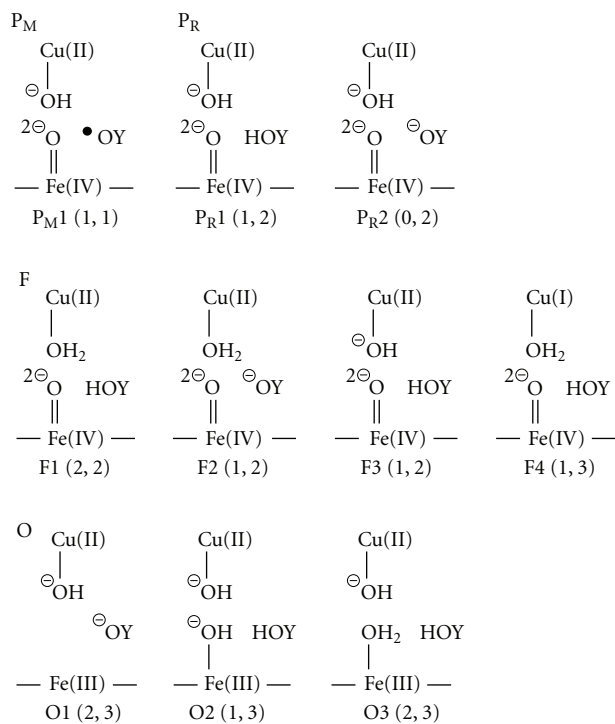 P_M P_R
Cu(II) Cu(II) Cu(II)
⊖OH ⊖OH ⊖OH
2⊖O •OY 2⊖O HOY 2⊖O ⊖OY
Fe(IV) Fe(IV) Fe(IV)
P_M1 (1, 1) P_R1 (1, 2) P_R2 (0, 2)
F
Cu(II) Cu(II) Cu(II) Cu(I)
OH₂ OH₂ ⊖OH OH₂
2⊖O HOY 2⊖O ⊖OY 2⊖O HOY 2⊖O HOY
Fe(IV) Fe(IV) Fe(IV) Fe(IV)
F1 (2, 2) F2 (1, 2) F3 (1, 2) F4 (1, 3)
O
Cu(II) Cu(II) Cu(II)
⊖OH ⊖OH ⊖OH
⊖OY ⊖OH HOY OH₂ HOY
Fe(III) Fe(III) Fe(III)
O1 (2, 3) O2 (1, 3) O3 (2, 3)